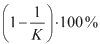 (1 − 1/K) · 100 %